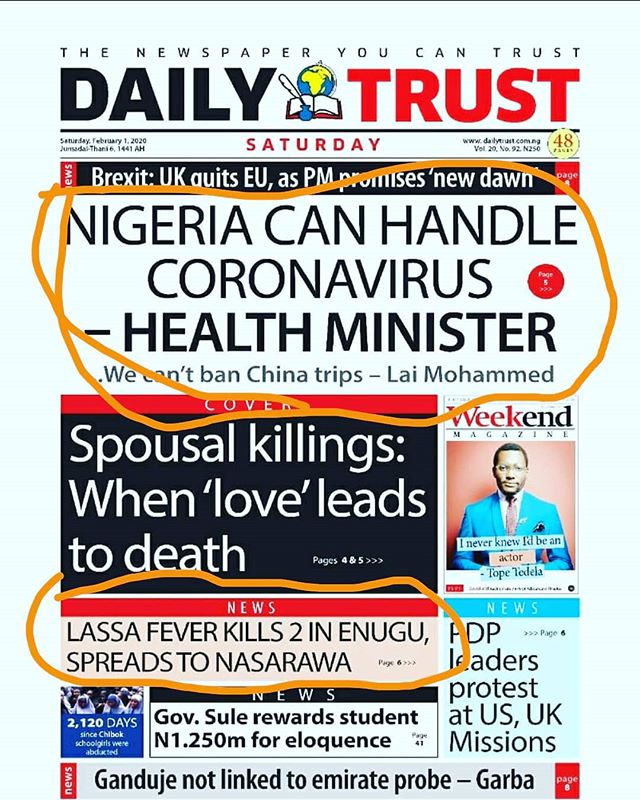 THE NEWSPAPER YOU CAN TRUST
DAILY TRUST
Saturday, February 1, 2020
Jumadal-Thani 6, 1441 AH
SATURDAY
www.dailytrust.com.ng
Vol. 20, No. 92, N250
48
PAGES
news
Brexit: UK quits EU, as PM promises 'new dawn'
page
8
NIGERIA CAN HANDLE
CORONAVIRUS
Page
5
>>>
– HEALTH MINISTER
..We can't ban China trips – Lai Mohammed
COVER
Spousal killings:
When 'love' leads
to death
Pages 4 & 5 >>>
Weekend
MAGAZINE
I never knew I'd be an
actor
- Tope Tedela
NEWS
LASSA FEVER KILLS 2 IN ENUGU,
SPREADS TO NASARAWA
Page 6>>>
NEWS
PDP
>>> Page 6
leaders
protest
at US, UK
Missions
2,120 DAYS
since Chibok
schoolgirls were
abducted
NEWS
Gov. Sule rewards student
N1.250m for eloquence
Page
41
news
Ganduje not linked to emirate probe – Garba
page
8